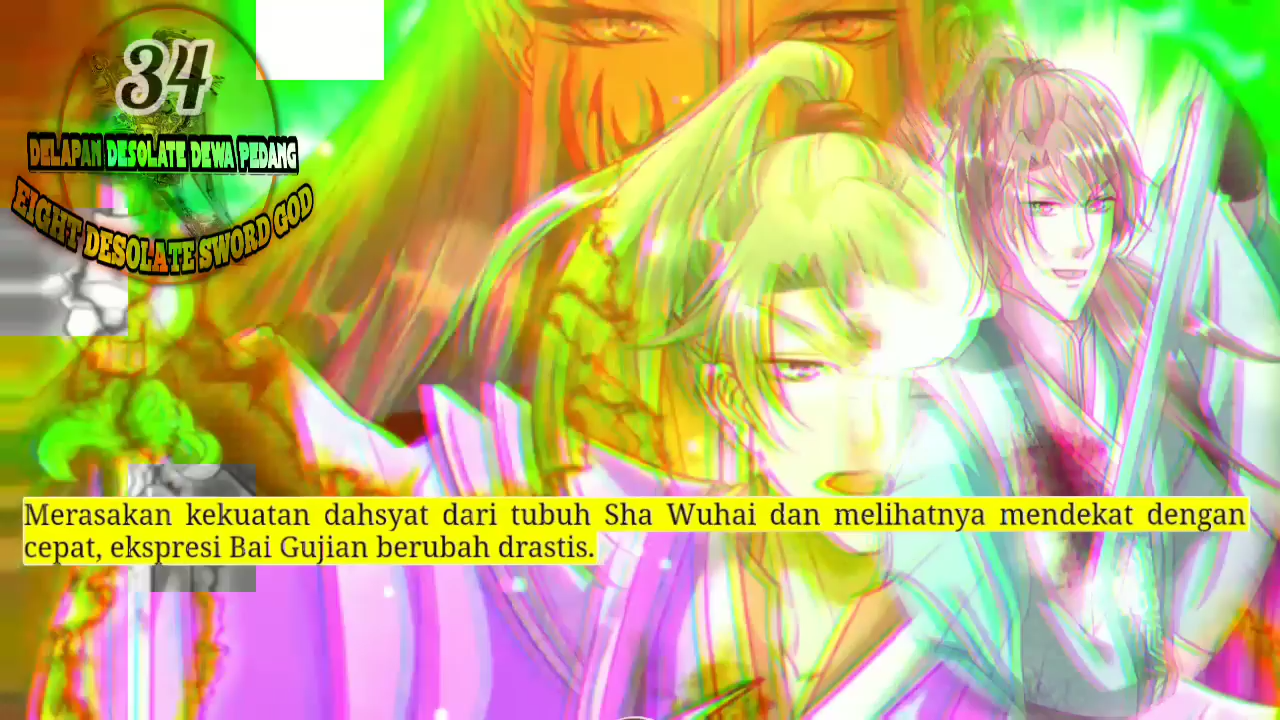 34
DELAPAN DESOLATE DEWA PEDANG
EIGHT DESOLATE SWORD GOD
Merasakan kekuatan dahsyat dari tubuh Sha Wuhai dan melihatnya mendekat dengan
cepat, ekspresi Bai Gujian berubah drastis.